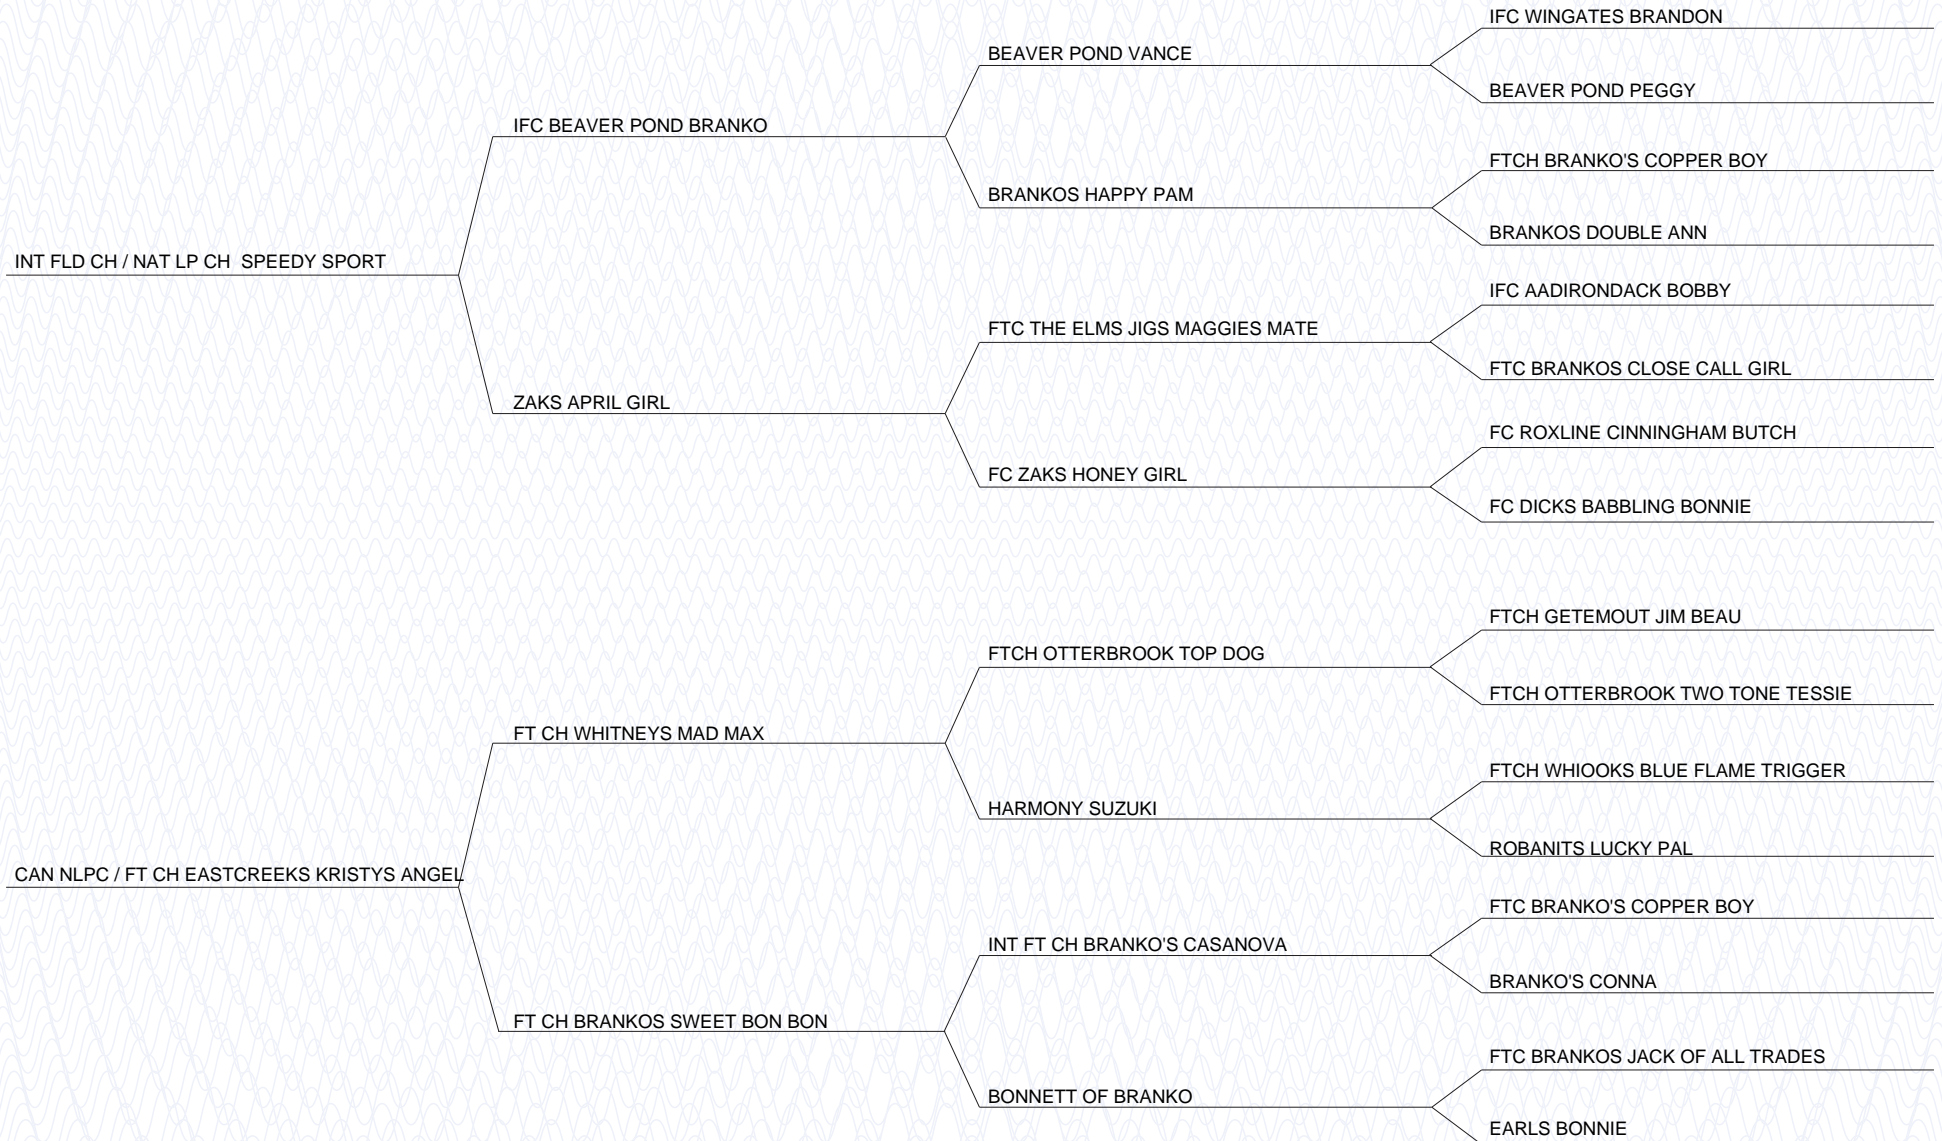 IFC WINGATES BRANDON
BEAVER POND VANCE
BEAVER POND PEGGY
IFC BEAVER POND BRANKO
FTCH BRANKO'S COPPER BOY
BRANKOS HAPPY PAM
BRANKOS DOUBLE ANN
INT FLD CH / NAT LP CH  SPEEDY SPORT
IFC AADIRONDACK BOBBY
FTC THE ELMS JIGS MAGGIES MATE
FTC BRANKOS CLOSE CALL GIRL
ZAKS APRIL GIRL
FC ROXLINE CINNINGHAM BUTCH
FC ZAKS HONEY GIRL
FC DICKS BABBLING BONNIE
FTCH GETEMOUT JIM BEAU
FTCH OTTERBROOK TOP DOG
FTCH OTTERBROOK TWO TONE TESSIE
FT CH WHITNEYS MAD MAX
FTCH WHIOOKS BLUE FLAME TRIGGER
HARMONY SUZUKI
ROBANITS LUCKY PAL
CAN NLPC / FT CH EASTCREEKS KRISTYS ANGEL
FTC BRANKO'S COPPER BOY
INT FT CH BRANKO'S CASANOVA
BRANKO'S CONNA
FT CH BRANKOS SWEET BON BON
FTC BRANKOS JACK OF ALL TRADES
BONNETT OF BRANKO
EARLS BONNIE